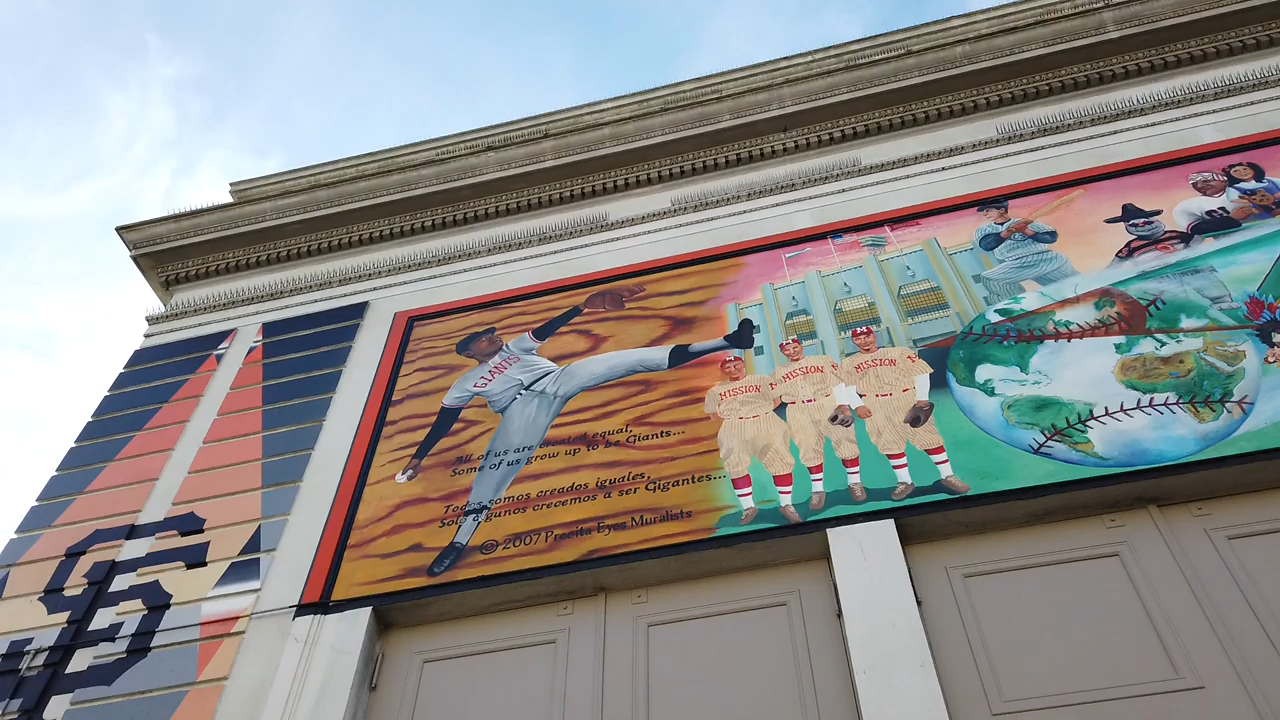 GIANTS
All of us are created equal,
Some of us grow up to be Giants...
Todos somos creados iguales,
Solo algunos crecemos a ser Gigantes...
© 2007 Precita Eyes Muralists
MISSION
MISSION
MISSION
M
M
M
SF